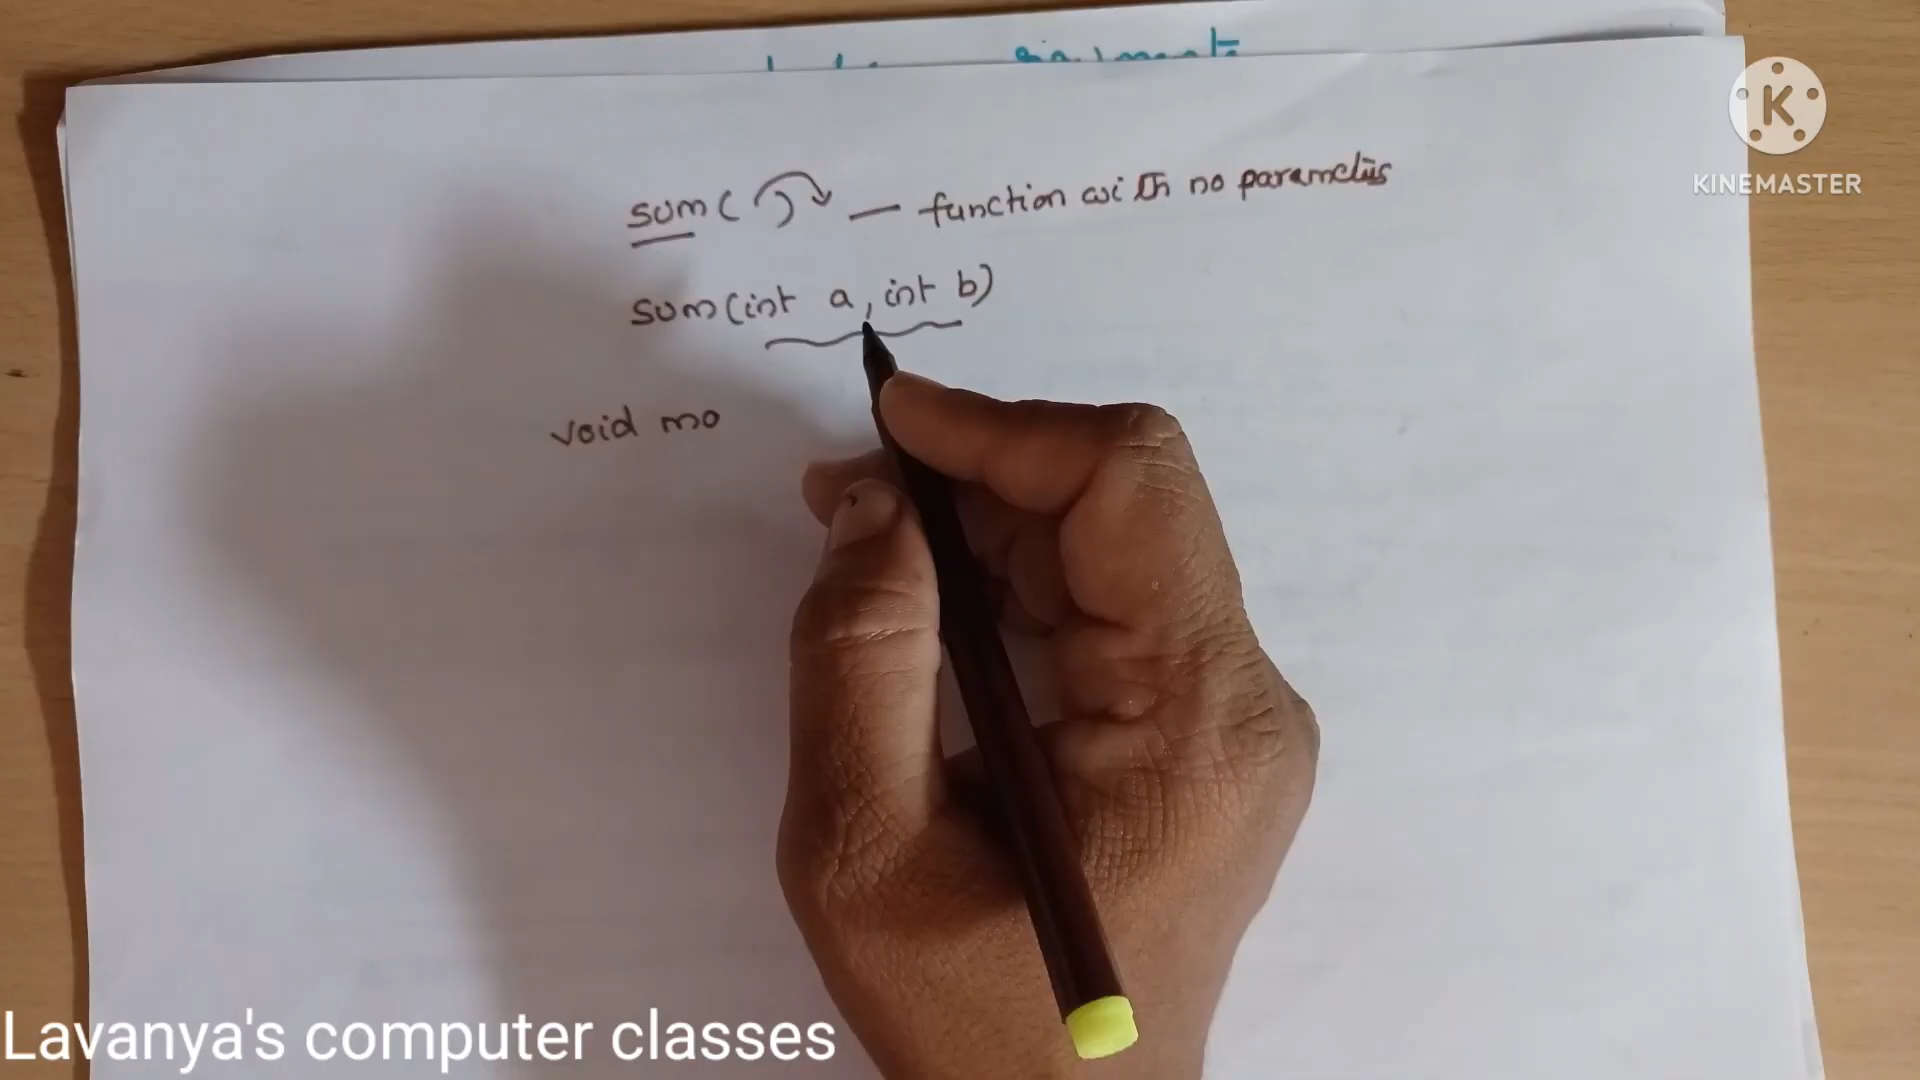 sum( ) — function with no parameters
sum(int a, int b)
void mo
K
KINEMASTER
Lavanya's computer classes